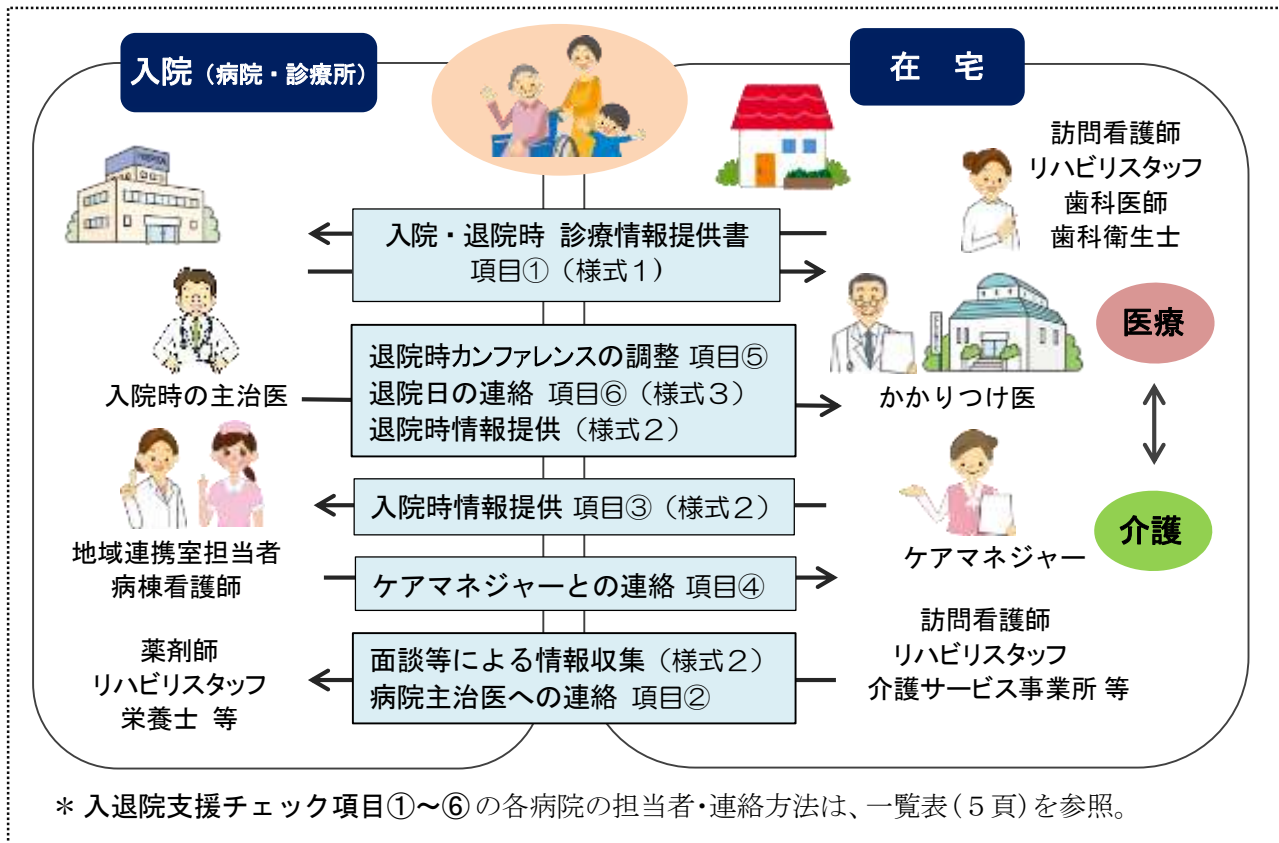 入院（病院・診療所）
在　宅
訪問看護師
リハビリスタッフ
歯科医師
歯科衛生士
入院・退院時 診療情報提供書
項目①（様式１）
医療
退院時カンファレンスの調整 項目⑤
退院日の連絡 項目⑥（様式３）
退院時情報提供（様式２）
入院時の主治医
かかりつけ医
入院時情報提供 項目③（様式２）
介護
地域連携室担当者
病棟看護師
ケアマネジャー
ケアマネジャーとの連絡 項目④
薬剤師
リハビリスタッフ
栄養士 等
面談等による情報収集（様式２）
病院主治医への連絡 項目②
訪問看護師
リハビリスタッフ
介護サービス事業所 等
＊ 入退院支援チェック項目①～⑥の各病院の担当者・連絡方法は、一覧表（５頁）を参照。